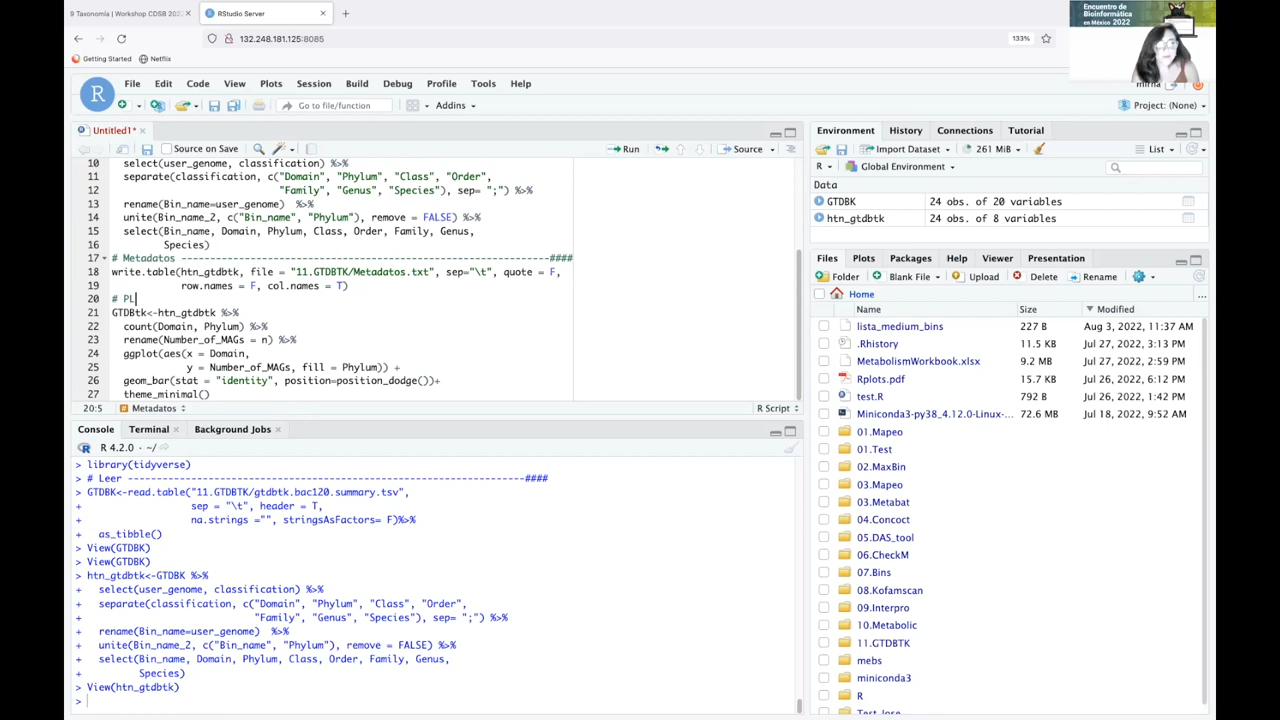 9 Taxonomía | Workshop CDSB 202
RStudio Server
Encuentro de
Bioinformática
en México
2022
132.248.181.125:8085
133%
Getting Started
Netflix
File Edit Code View Plots Session Build Debug Profile Tools Help
Go to file/function
Addins
Project: (None)
Untitled1*
Source on Save
Run
Source
10 select(user_genome, classification) %>%
11 separate(classification, c("Domain", "Phylum", "Class", "Order",
12 "Family", "Genus", "Species"), sep= ";") %>%
13 rename(Bin_name=user_genome) %>%
14 unite(Bin_name_2, c("Bin_name", "Phylum"), remove = FALSE) %>%
15 select(Bin_name, Domain, Phylum, Class, Order, Family, Genus,
16 Species)
17 # Metadatos -----------------------------------------------------------####
18 write.table(htn_gtdbtk, file = "11.GTDBTK/Metadatos.txt", sep="\t", quote = F,
19 row.names = F, col.names = T)
20 # PL
21 GTDBtk<-htn_gtdbtk %>%
22 count(Domain, Phylum) %>%
23 rename(Number_of_MAGs = n) %>%
24 ggplot(aes(x = Domain,
25 y = Number_of_MAGs, fill = Phylum)) +
26 geom_bar(stat = "identity", position=position_dodge())+
27 theme_minimal()
20:5 # Metadatos R Script
Console Terminal Background Jobs
R 4.2.0 · ~/
> library(tidyverse)
> # Leer ---------------------------------------------------------------####
> GTDBK<-read.table("11.GTDBTK/gtdbtk.bac120.summary.tsv",
+ sep = "\t", header = T,
+ na.strings ="", stringsAsFactors= F)%>%
+ as_tibble()
> View(GTDBK)
> View(GTDBK)
> htn_gtdbtk<-GTDBK %>%
+ select(user_genome, classification) %>%
+ separate(classification, c("Domain", "Phylum", "Class", "Order",
+ "Family", "Genus", "Species"), sep= ";") %>%
+ rename(Bin_name=user_genome) %>%
+ unite(Bin_name_2, c("Bin_name", "Phylum"), remove = FALSE) %>%
+ select(Bin_name, Domain, Phylum, Class, Order, Family, Genus,
+ Species)
> View(htn_gtdbtk)
>
Environment History Connections Tutorial
Import Dataset 261 MiB List
R Global Environment
Data
GTDBK 24 obs. of 20 variables
htn_gtdbtk 24 obs. of 8 variables
Files Plots Packages Help Viewer Presentation
Folder Blank File Upload Delete Rename
Home ...
Name Size Modified
lista_medium_bins 227 B Aug 3, 2022, 11:37 AM
.Rhistory 11.5 KB Jul 27, 2022, 3:13 PM
MetabolismWorkbook.xlsx 9.2 MB Jul 27, 2022, 2:59 PM
Rplots.pdf 15.7 KB Jul 26, 2022, 6:12 PM
test.R 792 B Jul 26, 2022, 1:42 PM
Miniconda3-py38_4.12.0-Linux-... 72.6 MB Jul 18, 2022, 9:52 AM
01.Mapeo
01.Test
02.MaxBin
03.Mapeo
03.Metabat
04.Concoct
05.DAS_tool
06.CheckM
07.Bins
08.Kofamscan
09.Interpro
10.Metabolic
11.GTDBTK
mebs
miniconda3
R